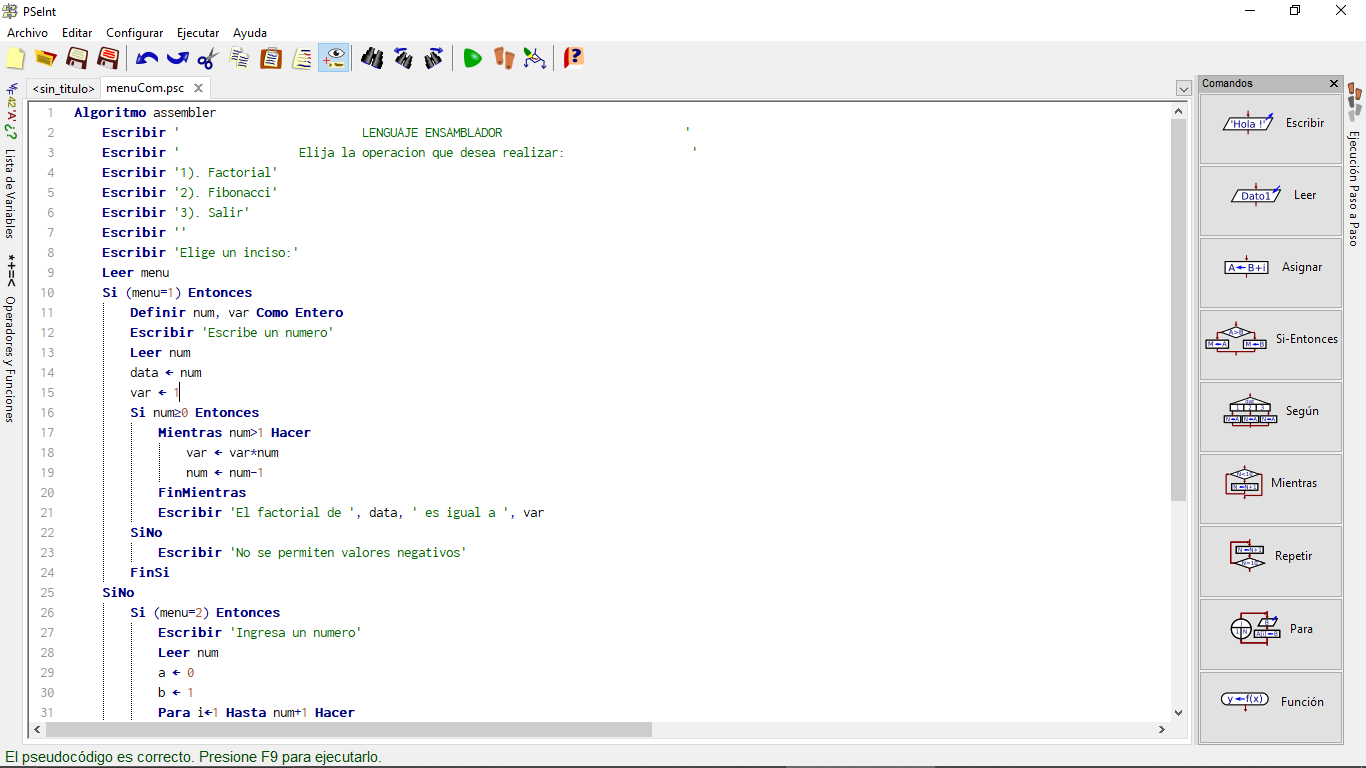 PSeInt
Archivo Editar Configurar Ejecutar Ayuda
<sin_titulo> menuCom.psc
1 Algoritmo assembler
2 Escribir ' LENGUAJE ENSAMBLADOR '
3 Escribir ' Elija la operacion que desea realizar: '
4 Escribir '1). Factorial'
5 Escribir '2). Fibonacci'
6 Escribir '3). Salir'
7 Escribir ''
8 Escribir 'Elige un inciso:'
9 Leer menu
10 Si (menu=1) Entonces
11 Definir num, var Como Entero
12 Escribir 'Escribe un numero'
13 Leer num
14 data ← num
15 var ← 1
16 Si num≥0 Entonces
17 Mientras num>1 Hacer
18 var ← var*num
19 num ← num-1
20 FinMientras
21 Escribir 'El factorial de ', data, ' es igual a ', var
22 SiNo
23 Escribir 'No se permiten valores negativos'
24 FinSi
25 SiNo
26 Si (menu=2) Entonces
27 Escribir 'Ingresa un numero'
28 Leer num
29 a ← 0
30 b ← 1
31 Para i←1 Hasta num+1 Hacer
El pseudocódigo es correcto. Presione F9 para ejecutarlo.
42 'A' ¿?
Lista de Variables
*+=<
Operadores y Funciones
Comandos
'Hola !' Escribir
Dato1 Leer
A←B+i Asignar
A>B M←A M←B Si-Entonces
1 2 3 Según
Mientras
Repetir
Para
y←f(x) Función
Ejecución Paso a Paso